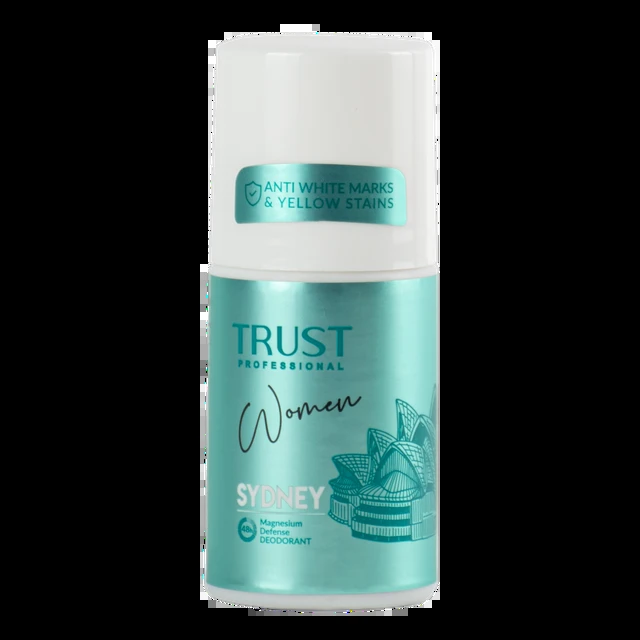 ANTI WHITE MARKS
& YELLOW STAINS
TRUST
PROFESSIONAL
Women
SYDNEY
48h
Magnesium
Defense
DEODORANT